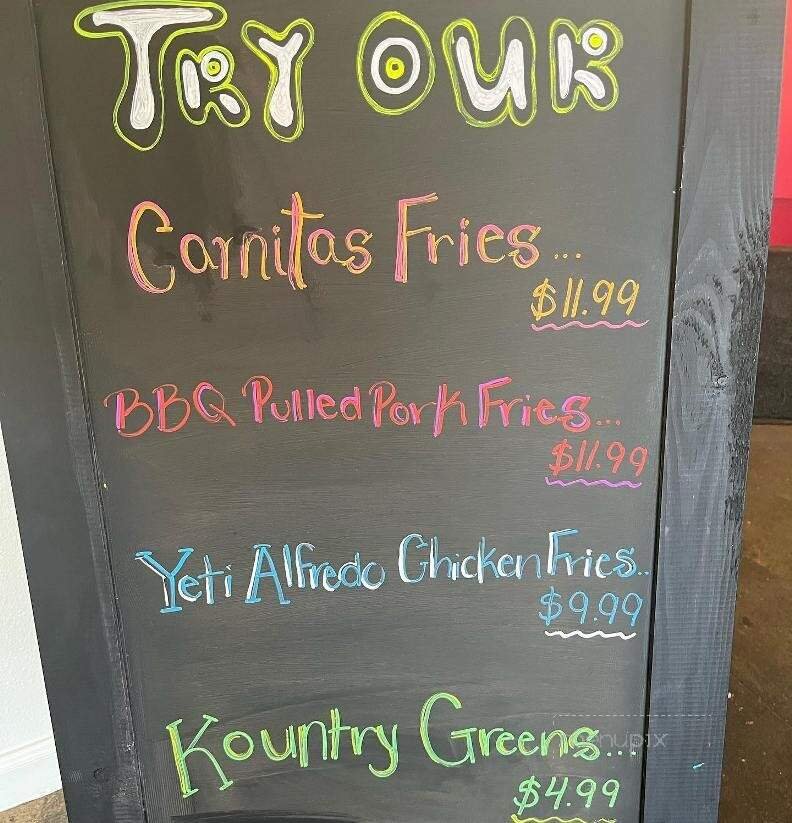 TRY OUR
Carnitas Fries...
$11.99
BBQ Pulled Pork Fries...
$11.99
Yeti Alfredo Chicken Fries..
$9.99
Kountry Greens...
$4.99